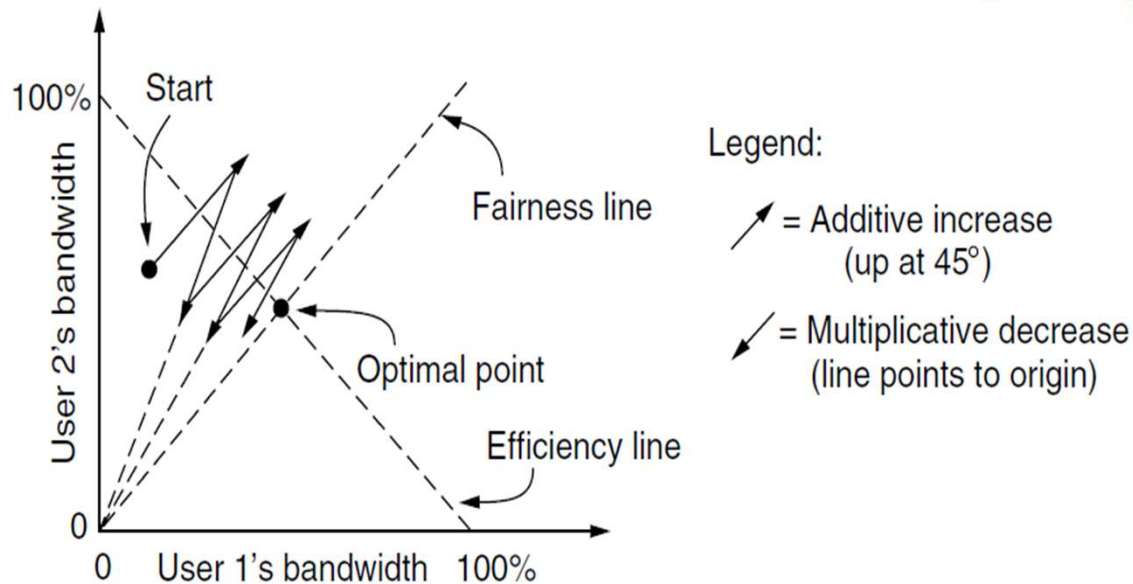 Start
100%
User 2's bandwidth
Fairness line
Optimal point
Efficiency line
0
0
User 1's bandwidth
100%
Legend:
= Additive increase
(up at 45°)
= Multiplicative decrease
(line points to origin)